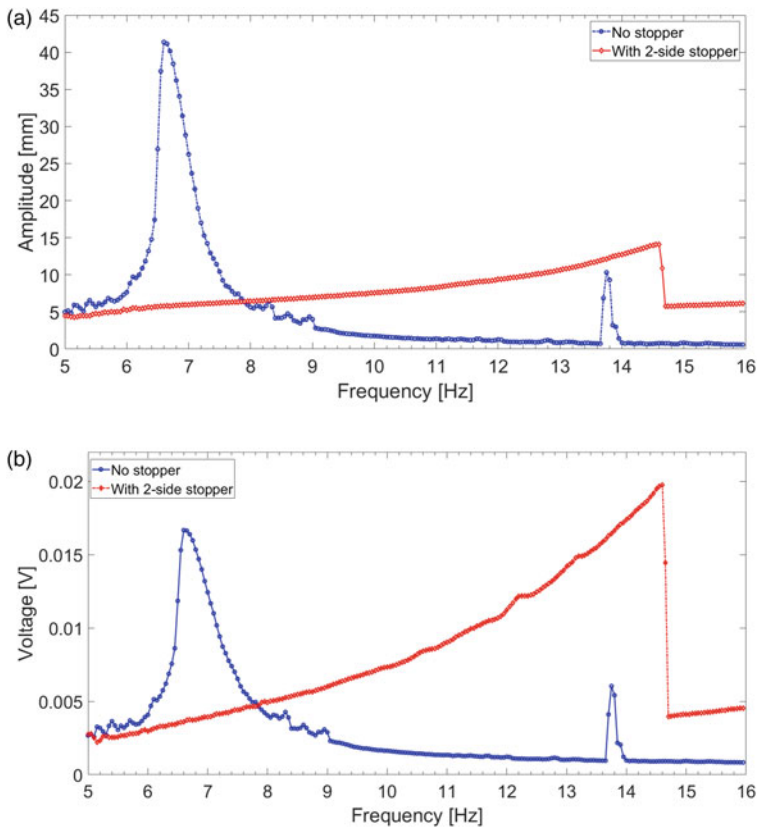 (a)
No stopper
With 2-side stopper
45
40
35
30
25
20
15
10
5
0
Amplitude [mm]
5 6 7 8 9 10 11 12 13 14 15 16
Frequency [Hz]
(b)
No stopper
With 2-side stopper
0.02
0.015
0.01
0.005
0
Voltage [V]
5 6 7 8 9 10 11 12 13 14 15 16
Frequency [Hz]